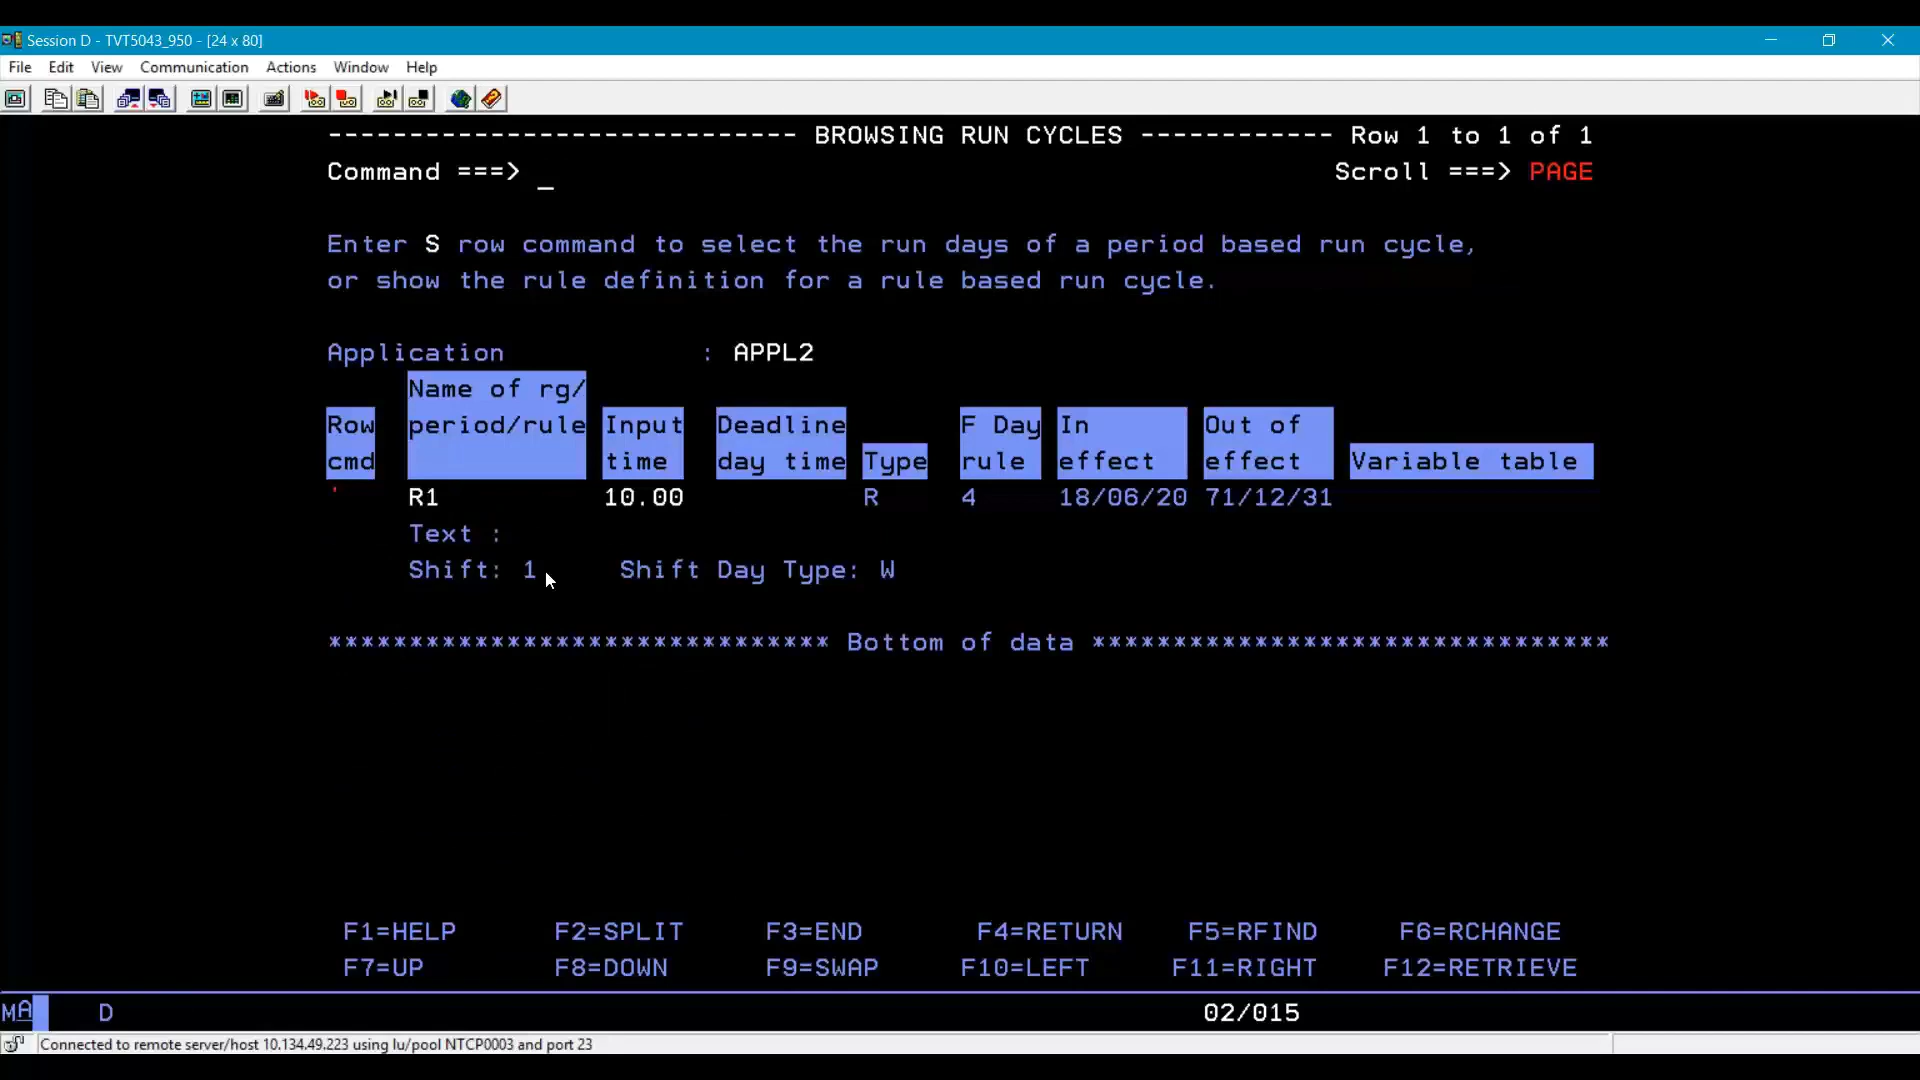 Session D - TVT5043_950 - [24 x 80]
File Edit View Communication Actions Window Help
----------------------------- BROWSING RUN CYCLES ------------ Row 1 to 1 of 1
Command ===> _ Scroll ===> PAGE
Enter S row command to select the run days of a period based run cycle,
or show the rule definition for a rule based run cycle.
Application : APPL2
Name of rg/
Row period/rule Input Deadline F Day In Out of
cmd time day time Type rule effect effect Variable table
' R1 10.00 R 4 18/06/20 71/12/31
Text :
Shift: 1 Shift Day Type: W
******************************* Bottom of data ********************************
F1=HELP F2=SPLIT F3=END F4=RETURN F5=RFIND F6=RCHANGE
F7=UP F8=DOWN F9=SWAP F10=LEFT F11=RIGHT F12=RETRIEVE
MA D 02/015
Connected to remote server/host 10.134.49.223 using lu/pool NTCP0003 and port 23